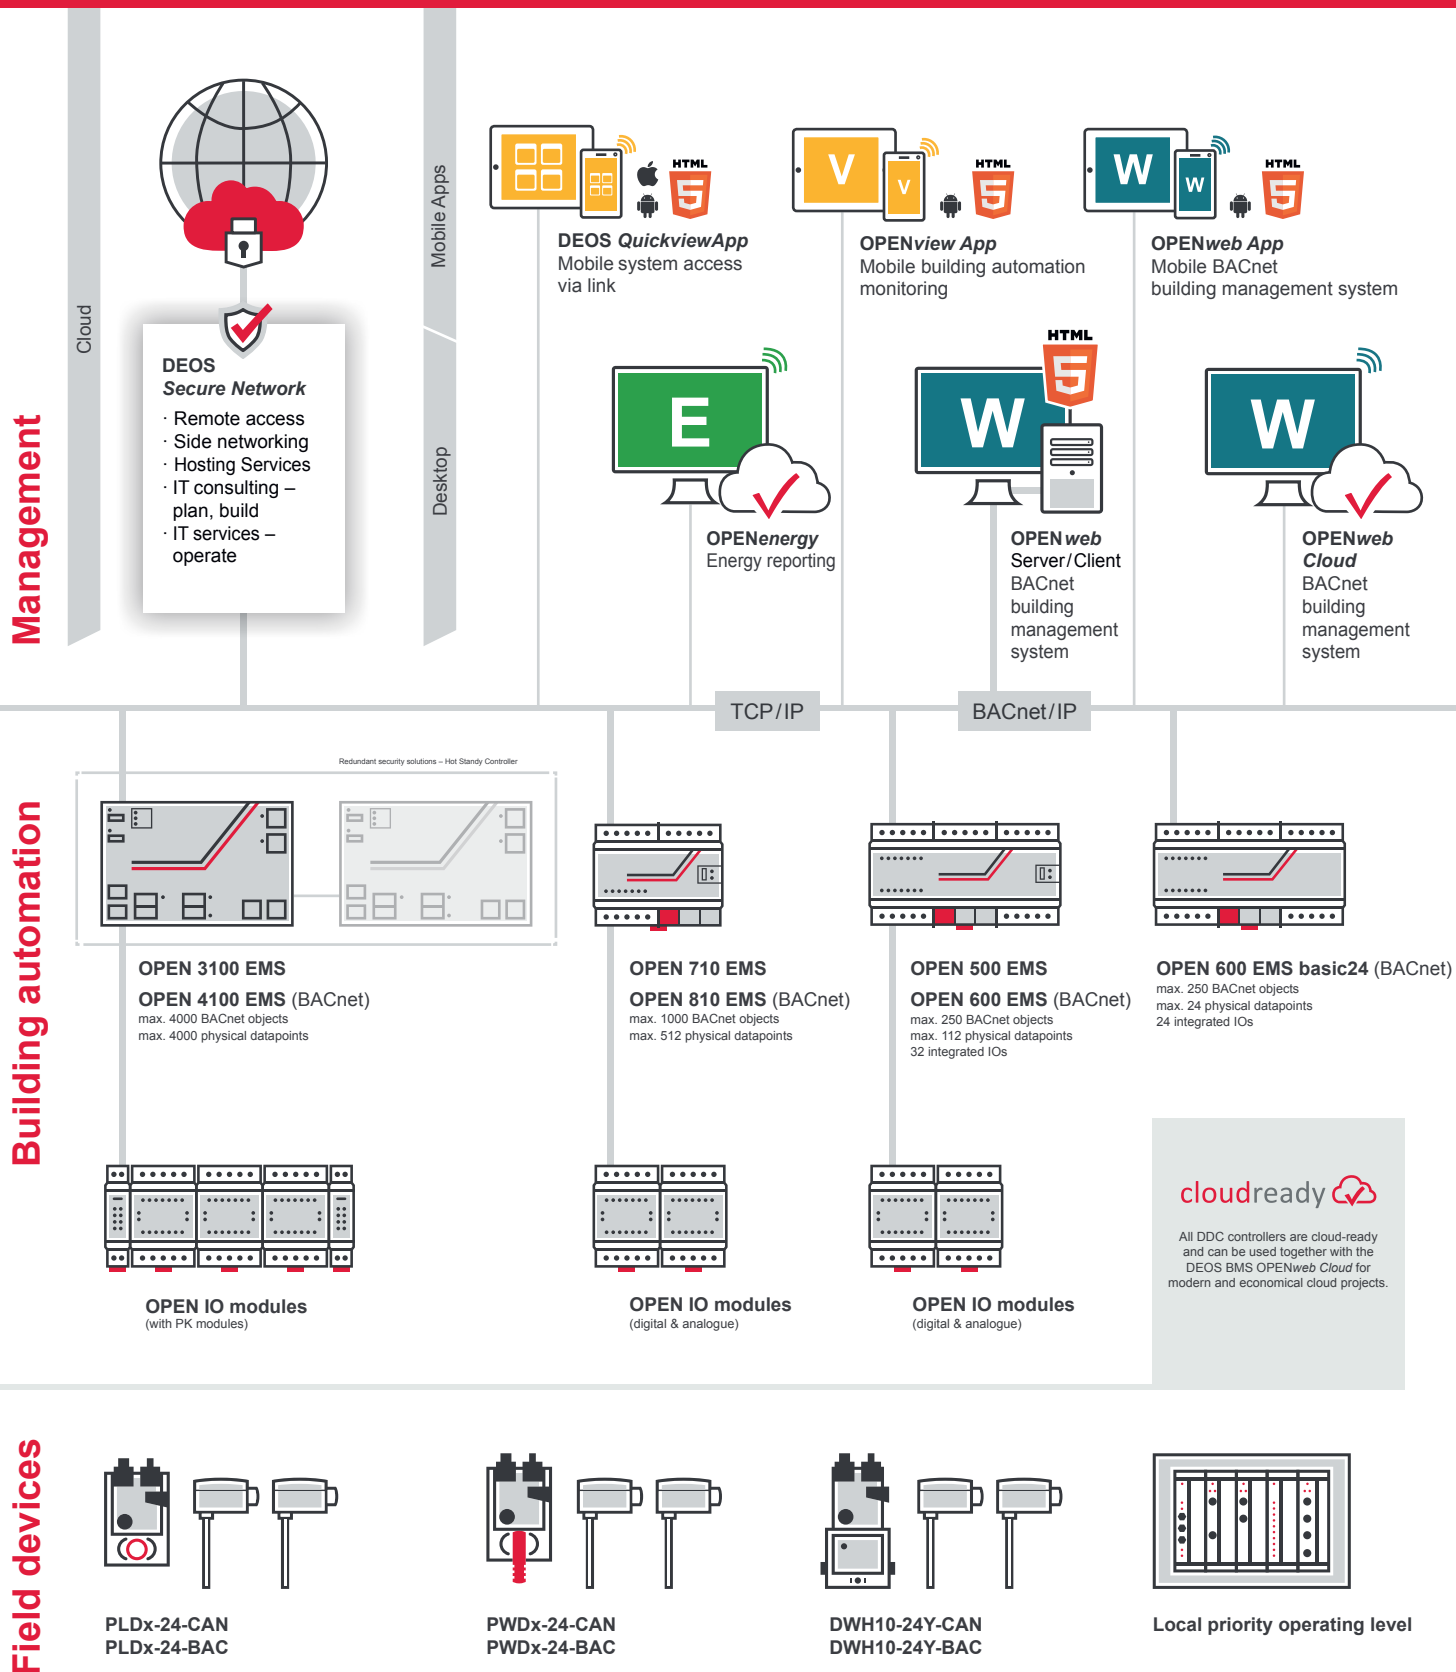 Management
Cloud
DEOS
Secure Network
· Remote access
· Side networking
· Hosting Services
· IT consulting –
plan, build
· IT services –
operate
Mobile Apps
Desktop
HTML
5
DEOS QuickviewApp
Mobile system access
via link
V
V
HTML
5
OPENview App
Mobile building automation
monitoring
W
W
HTML
5
OPENweb App
Mobile BACnet
building management system
E
OPENenergy
Energy reporting
W
HTML
5
OPENweb
Server/Client
BACnet
building
management
system
W
OPENweb
Cloud
BACnet
building
management
system
TCP/IP
BACnet/IP
Building automation
Redundant security solutions – Hot Standy Controller
OPEN 3100 EMS
OPEN 4100 EMS (BACnet)
max. 4000 BACnet objects
max. 4000 physical datapoints
OPEN 710 EMS
OPEN 810 EMS (BACnet)
max. 1000 BACnet objects
max. 512 physical datapoints
OPEN 500 EMS
OPEN 600 EMS (BACnet)
max. 250 BACnet objects
max. 112 physical datapoints
32 integrated IOs
OPEN 600 EMS basic24 (BACnet)
max. 250 BACnet objects
max. 24 physical datapoints
24 integrated IOs
OPEN IO modules
(with PK modules)
OPEN IO modules
(digital & analogue)
OPEN IO modules
(digital & analogue)
cloudready
All DDC controllers are cloud-ready
and can be used together with the
DEOS BMS OPENweb Cloud for
modern and economical cloud projects.
Field devices
PLDx-24-CAN
PLDx-24-BAC
PWDx-24-CAN
PWDx-24-BAC
DWH10-24Y-CAN
DWH10-24Y-BAC
Local priority operating level